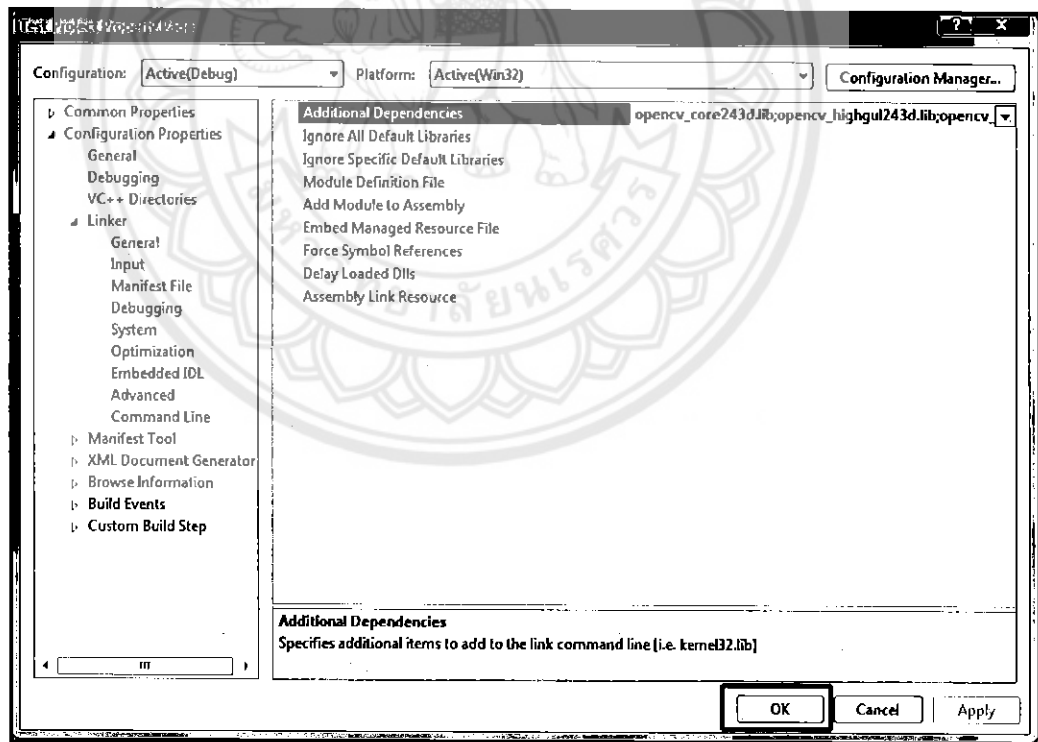 ? X
Configuration: Active(Debug) Platform: Active(Win32) Configuration Manager...
Common Properties
Configuration Properties
General
Debugging
VC++ Directories
Linker
General
Input
Manifest File
Debugging
System
Optimization
Embedded IDL
Advanced
Command Line
Manifest Tool
XML Document Generator
Browse Information
Build Events
Custom Build Step
Additional Dependencies opencv_core243d.lib;opencv_highgui243d.lib;opencv_
Ignore All Default Libraries
Ignore Specific Default Libraries
Module Definition File
Add Module to Assembly
Embed Managed Resource File
Force Symbol References
Delay Loaded Dlls
Assembly Link Resource
Additional Dependencies
Specifies additional items to add to the link command line [i.e. kernel32.lib]
OK Cancel Apply